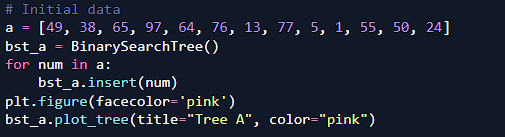 # Initial data
a = [49, 38, 65, 97, 64, 76, 13, 77, 5, 1, 55, 50, 24]
bst_a = BinarySearchTree()
for num in a:
    bst_a.insert(num)
plt.figure(facecolor='pink')
bst_a.plot_tree(title="Tree A", color="pink")